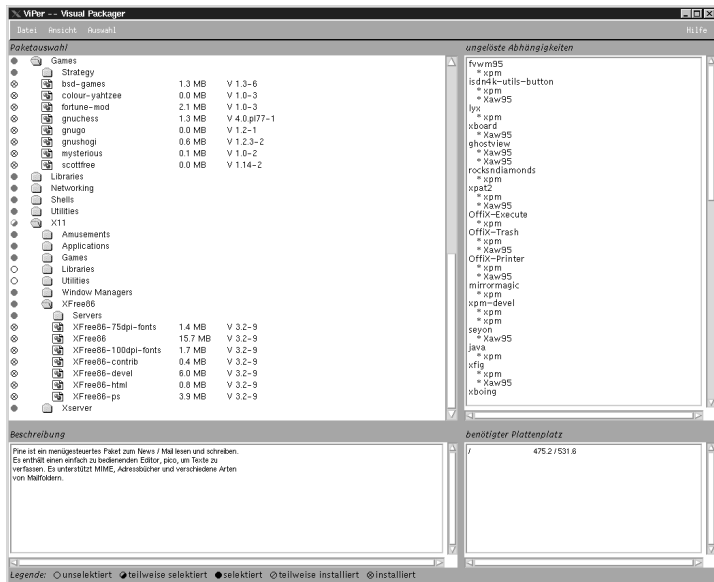 ViPer -- Visual Packager
Datei Ansicht Auswahl Hilfe
Paketauswahl
Games
Strategy
bsd-games 1.3 MB V 1.3-6
colour-yahtzee 0.0 MB V 1.0-3
fortune-mod 2.1 MB V 1.0-3
gnuchess 1.3 MB V 4.0.pl77-1
gnugo 0.0 MB V 1.2-1
gnushogi 0.6 MB V 1.2.3-2
mysterious 0.1 MB V 1.0-2
scottfree 0.0 MB V 1.14-2
Libraries
Networking
Shells
Utilities
X11
Amusements
Applications
Games
Libraries
Utilities
Window Managers
XFree86
Servers
XFree86-75dpi-fonts 1.4 MB V 3.2-9
XFree86 15.7 MB V 3.2-9
XFree86-100dpi-fonts 1.7 MB V 3.2-9
XFree86-contrib 0.4 MB V 3.2-9
XFree86-devel 6.0 MB V 3.2-9
XFree86-html 0.8 MB V 3.2-9
XFree86-ps 3.9 MB V 3.2-9
Xserver
ungelöste Abhängigkeiten
fvwm95
* xpm
isdn4k-utils-button
* xpm
* Xaw95
lyx
* xpm
xboard
* Xaw95
ghostview
* Xaw95
* xpm
rocksndiamonds
* xpm
xpat2
* xpm
* Xaw95
OffiX-Execute
* xpm
OffiX-Trash
* xpm
* Xaw95
OffiX-Printer
* xpm
* Xaw95
mirrormagic
* xpm
xpm-devel
* xpm
* xpm
seyon
* Xaw95
java
* xpm
xfig
* xpm
* Xaw95
xboing
Beschreibung
Pine ist ein menügesteuertes Paket zum News / Mail lesen und schreiben.
Es enthält einen einfach zu bedienenden Editor, pico, um Texte zu
verfassen. Es unterstützt MIME, Adressbücher und verschiedene Arten
von Mailfoldern.
benötigter Plattenplatz
/ 475.2 / 531.6
Legende: unselektiert teilweise selektiert selektiert teilweise installiert installiert